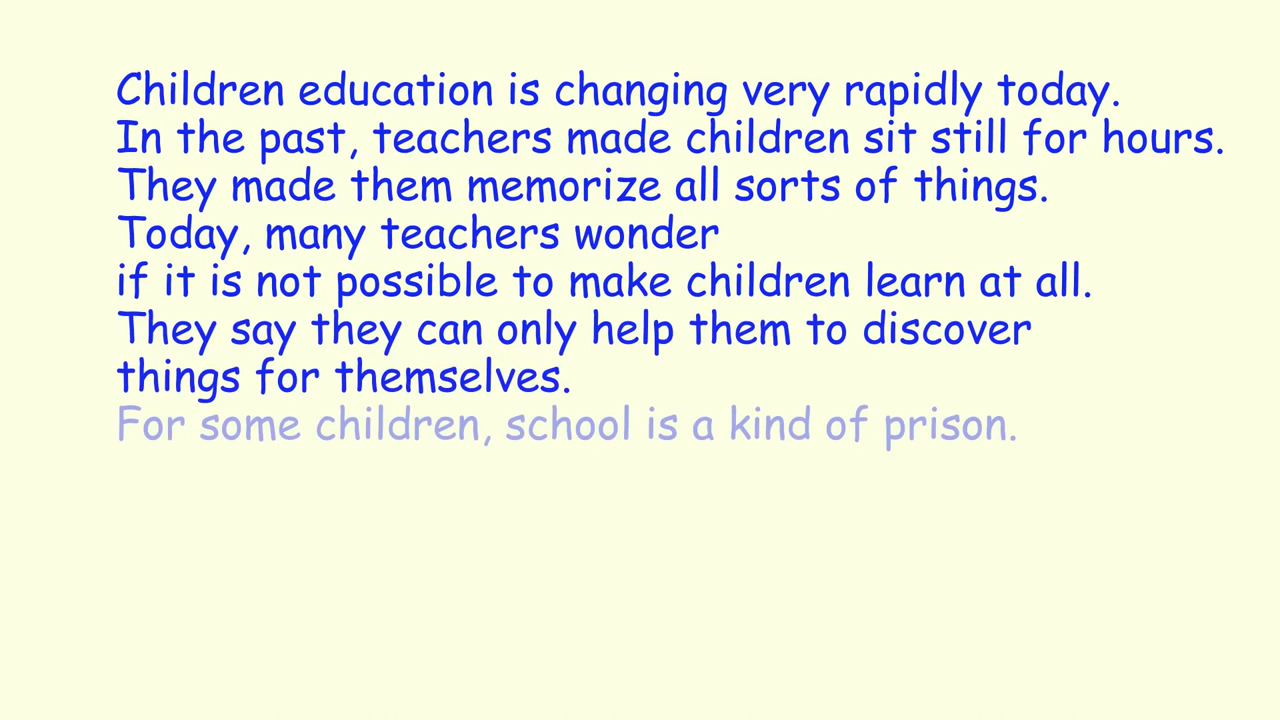 Children education is changing very rapidly today.
In the past, teachers made children sit still for hours.
They made them memorize all sorts of things.
Today, many teachers wonder
if it is not possible to make children learn at all.
They say they can only help them to discover
things for themselves.
For some children, school is a kind of prison.